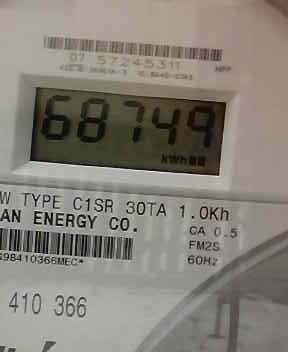 07 57245311
68749
kWh
W TYPE C1SR 30TA 1.0Kh
AN ENERGY CO.
CA 0.5
FM2S
98410366MEC*
60Hz
410 366